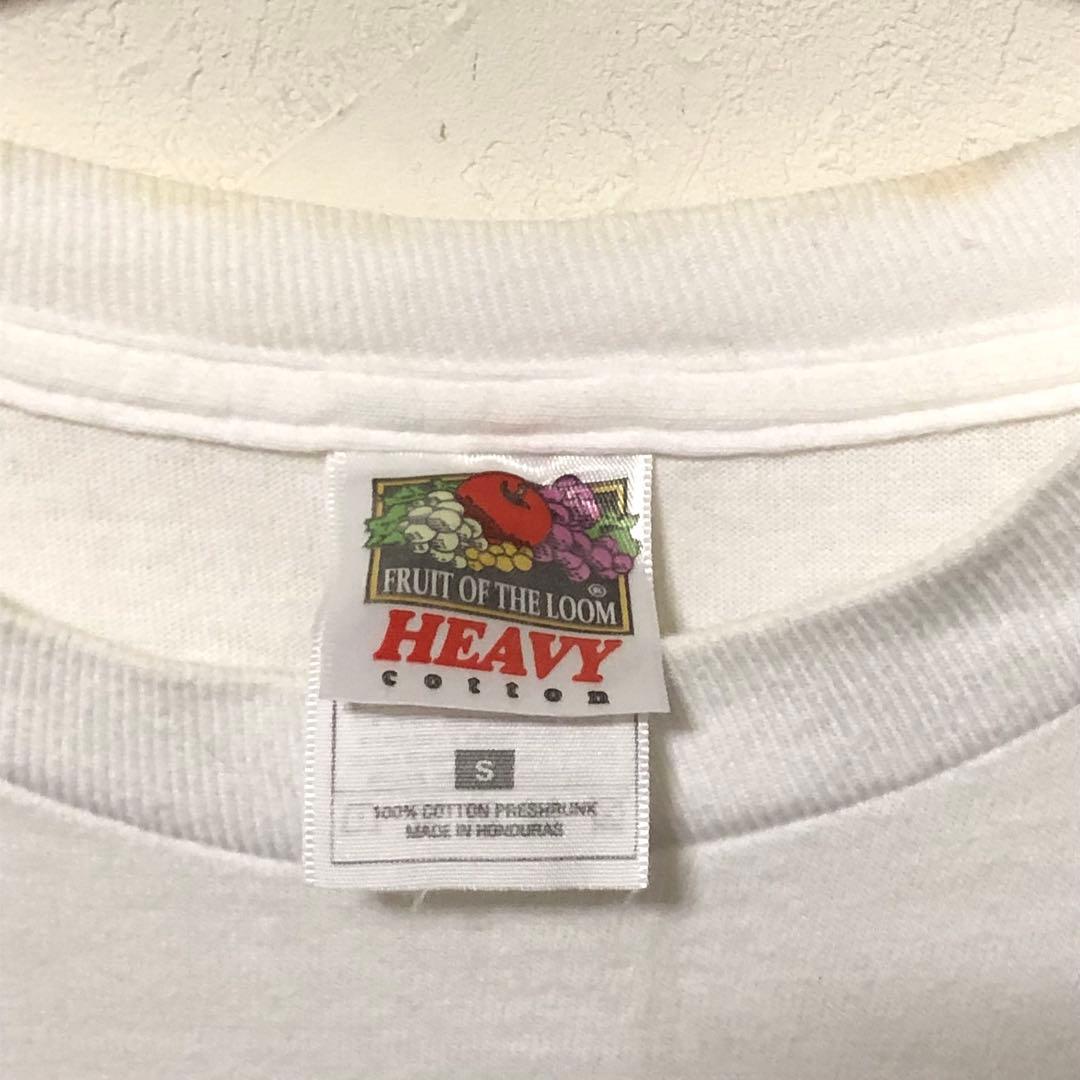 FRUIT OF THE LOOM ®
HEAVY
cotton
S
100% COTTON PRESHRUNK
MADE IN HONDURAS